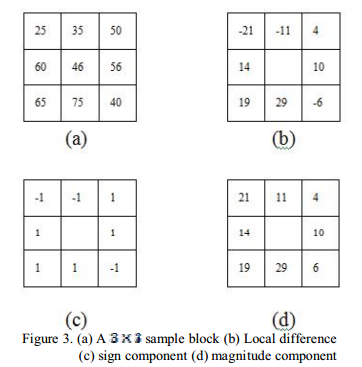 25 35 50 -21 -11 4
60 46 56 14 10
65 75 40 19 29 -6
(a) (b)
-1 -1 1 21 11 4
1 1 14 10
1 1 -1 19 29 6
(c) (d)
Figure 3. (a) A 3 × 3 sample block (b) Local difference
(c) sign component (d) magnitude component